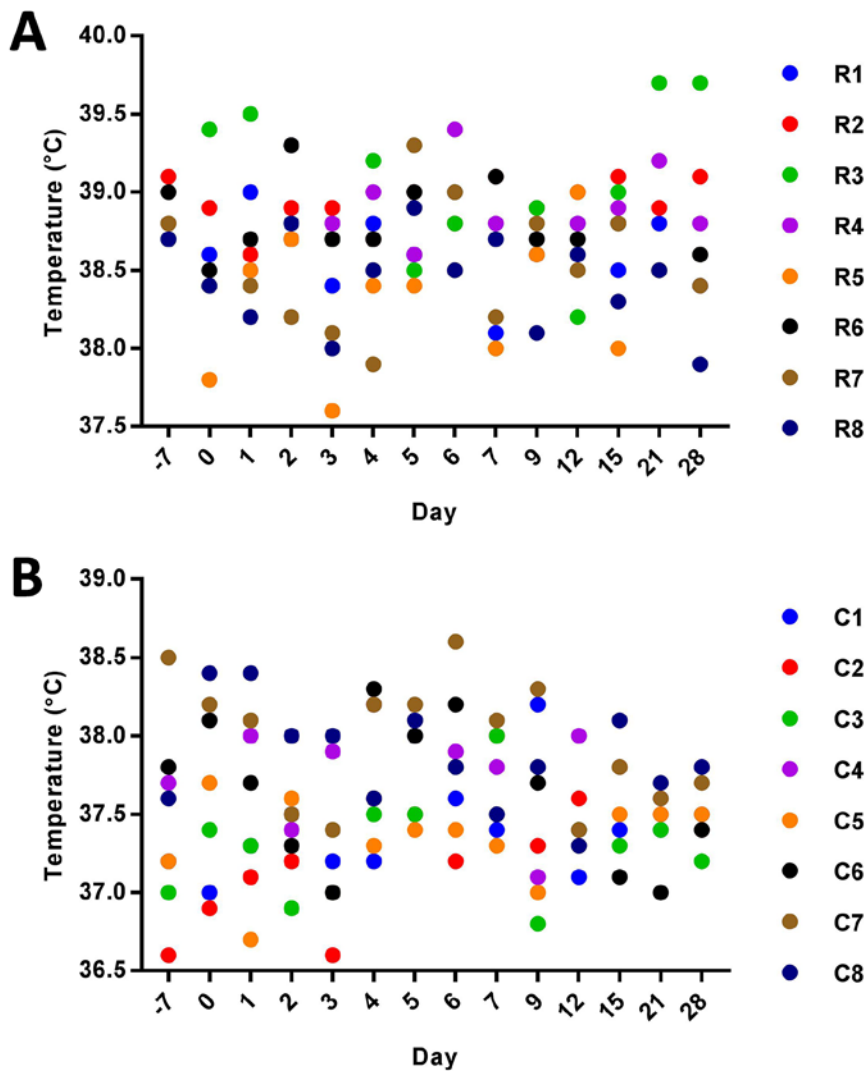 A
Temperature (°C)
40.0
39.5
39.0
38.5
38.0
37.5
-7 0 1 2 3 4 5 6 7 9 12 15 21 28
Day
R1
R2
R3
R4
R5
R6
R7
R8
B
Temperature (°C)
39.0
38.5
38.0
37.5
37.0
36.5
-7 0 1 2 3 4 5 6 7 9 12 15 21 28
Day
C1
C2
C3
C4
C5
C6
C7
C8